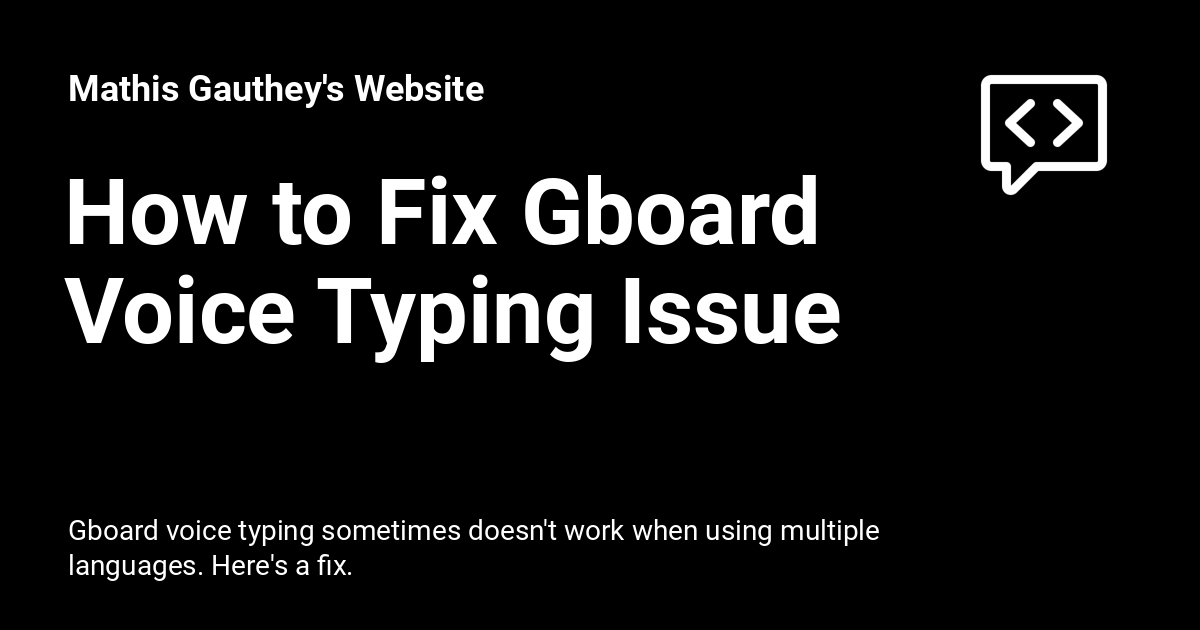 Mathis Gauthey's Website
How to Fix Gboard
Voice Typing Issue
Gboard voice typing sometimes doesn't work when using multiple
languages. Here's a fix.